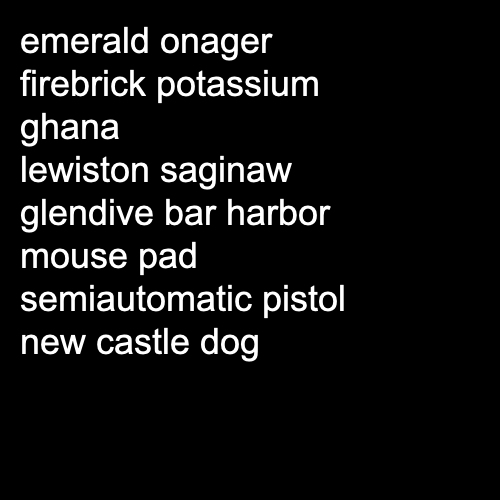 emerald onager
firebrick potassium
ghana
lewiston saginaw
glendive bar harbor
mouse pad
semiautomatic pistol
new castle dog